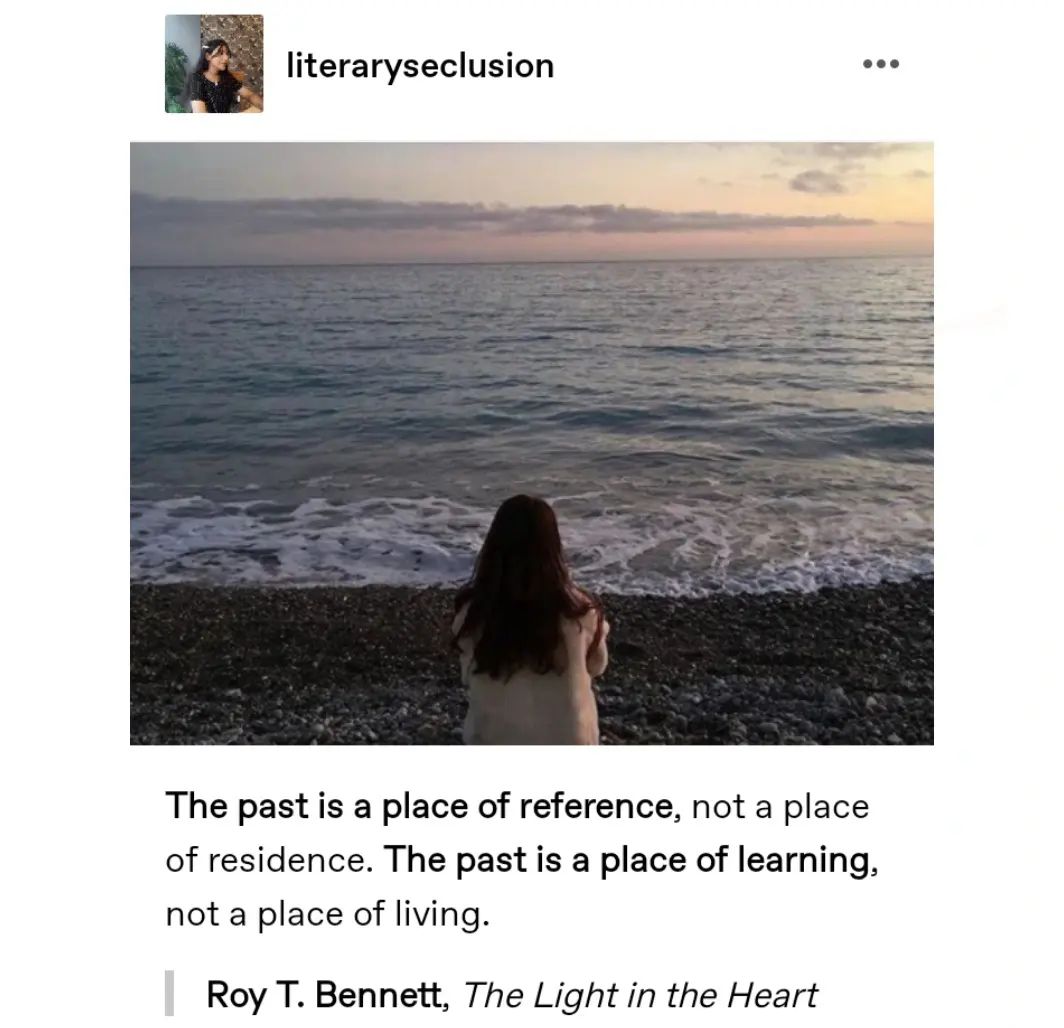 literaryseclusion
The past is a place of reference, not a place
of residence. The past is a place of learning,
not a place of living.
Roy T. Bennett, The Light in the Heart